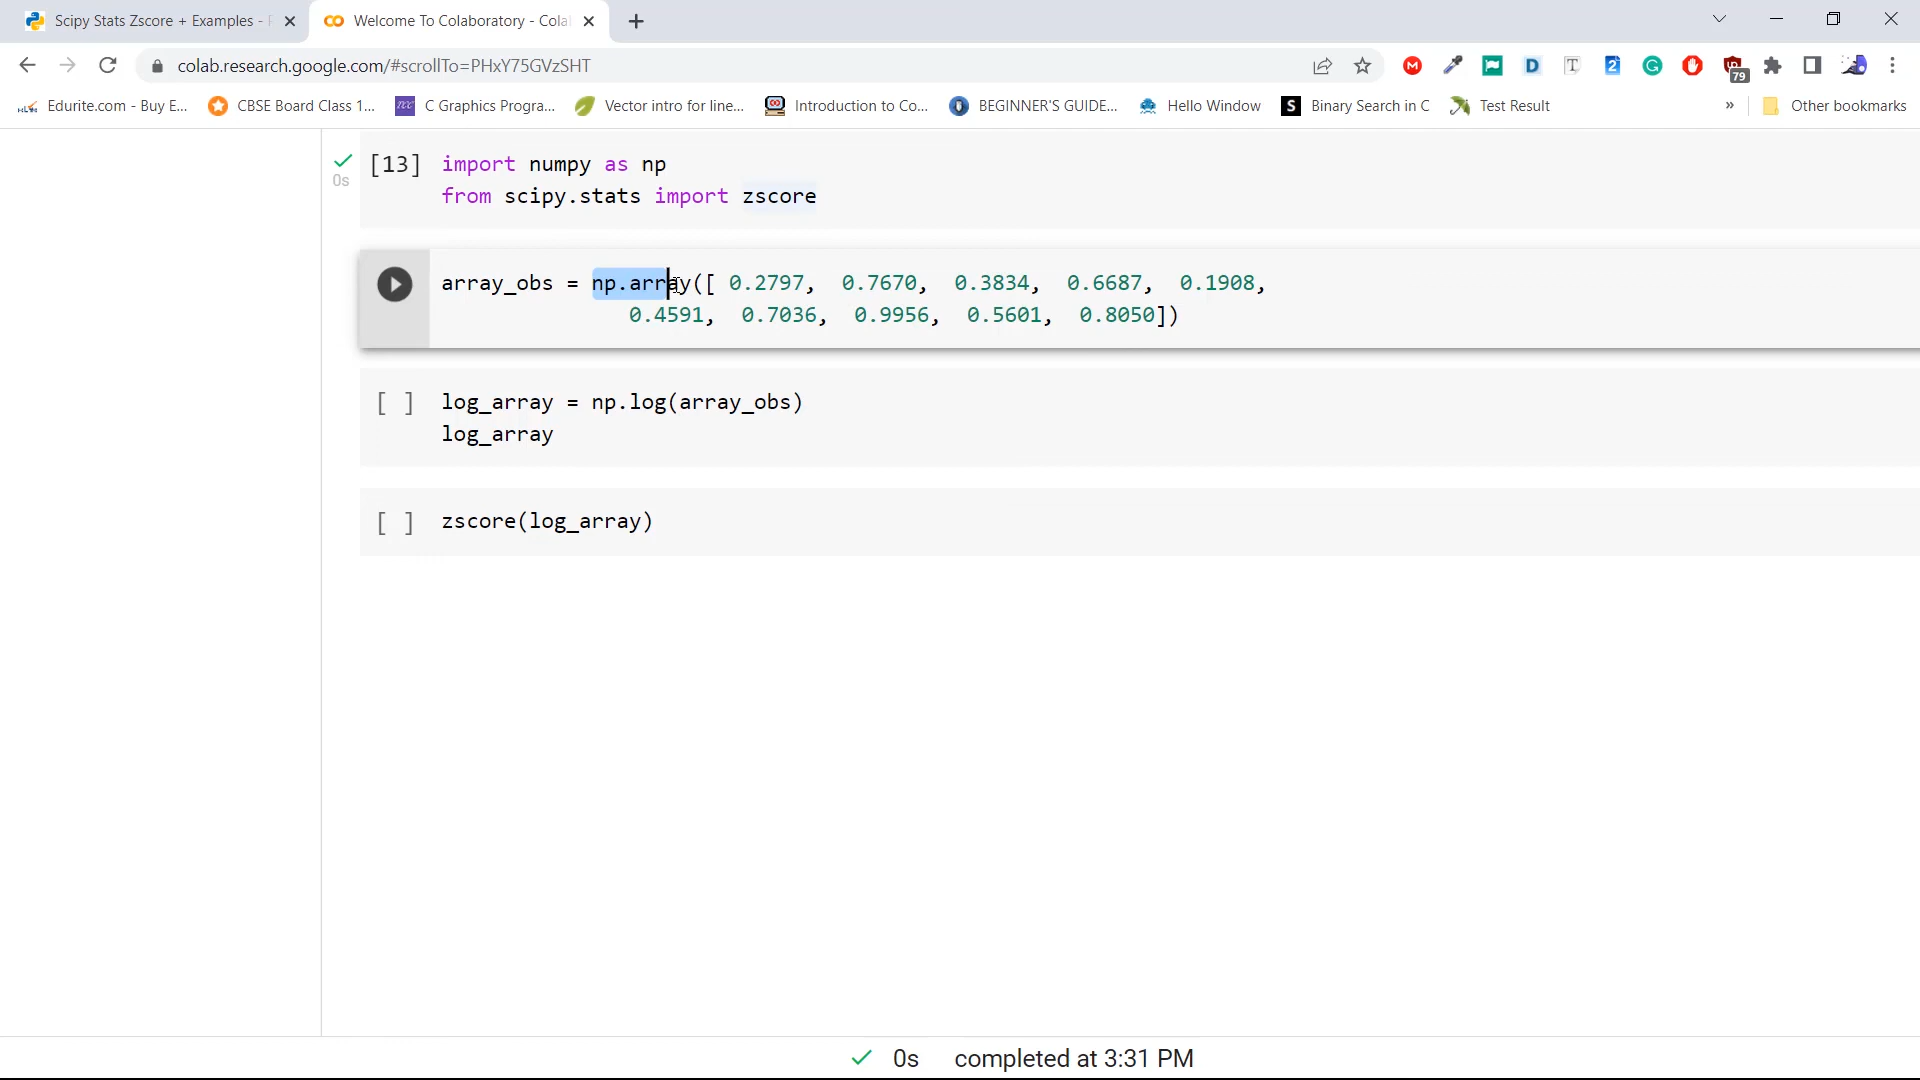 Scipy Stats Zscore + Examples -
Welcome To Colaboratory - Cola
colab.research.google.com/#scrollTo=PHxY75GVzSHT
79
Edurite.com - Buy E...
CBSE Board Class 1...
C Graphics Progra...
Vector intro for line...
Introduction to Co...
BEGINNER'S GUIDE...
Hello Window
Binary Search in C
Test Result
»
Other bookmarks
[13]
0s
import numpy as np
from scipy.stats import zscore
array_obs = np.array([ 0.2797,  0.7670,  0.3834,  0.6687,  0.1908,
0.4591,  0.7036,  0.9956,  0.5601,  0.8050])
[ ]
log_array = np.log(array_obs)
log_array
[ ]
zscore(log_array)
0s completed at 3:31 PM